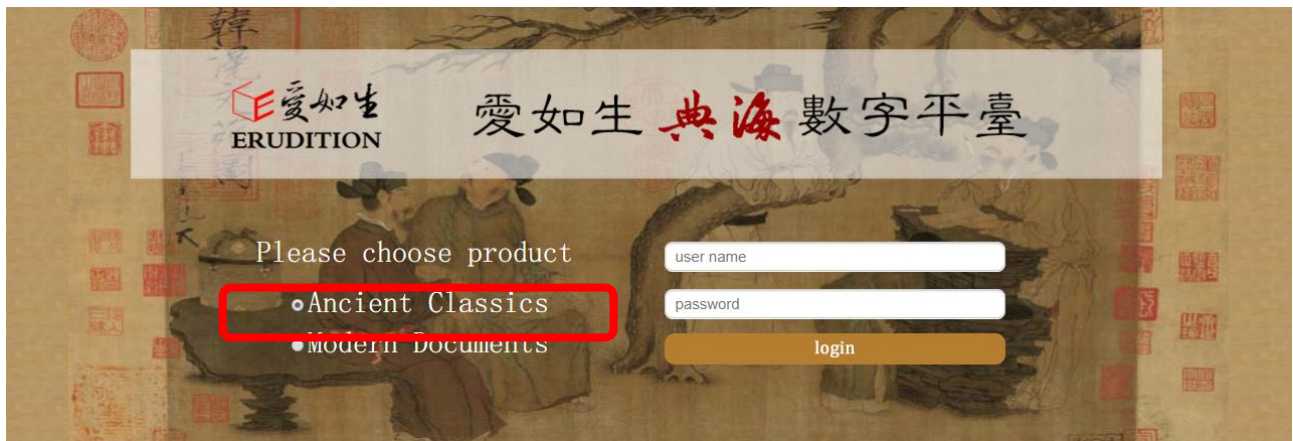 愛如生
ERUDITION
愛如生典海數字平臺
Please choose product
Ancient Classics
Modern Documents
user name
password
login